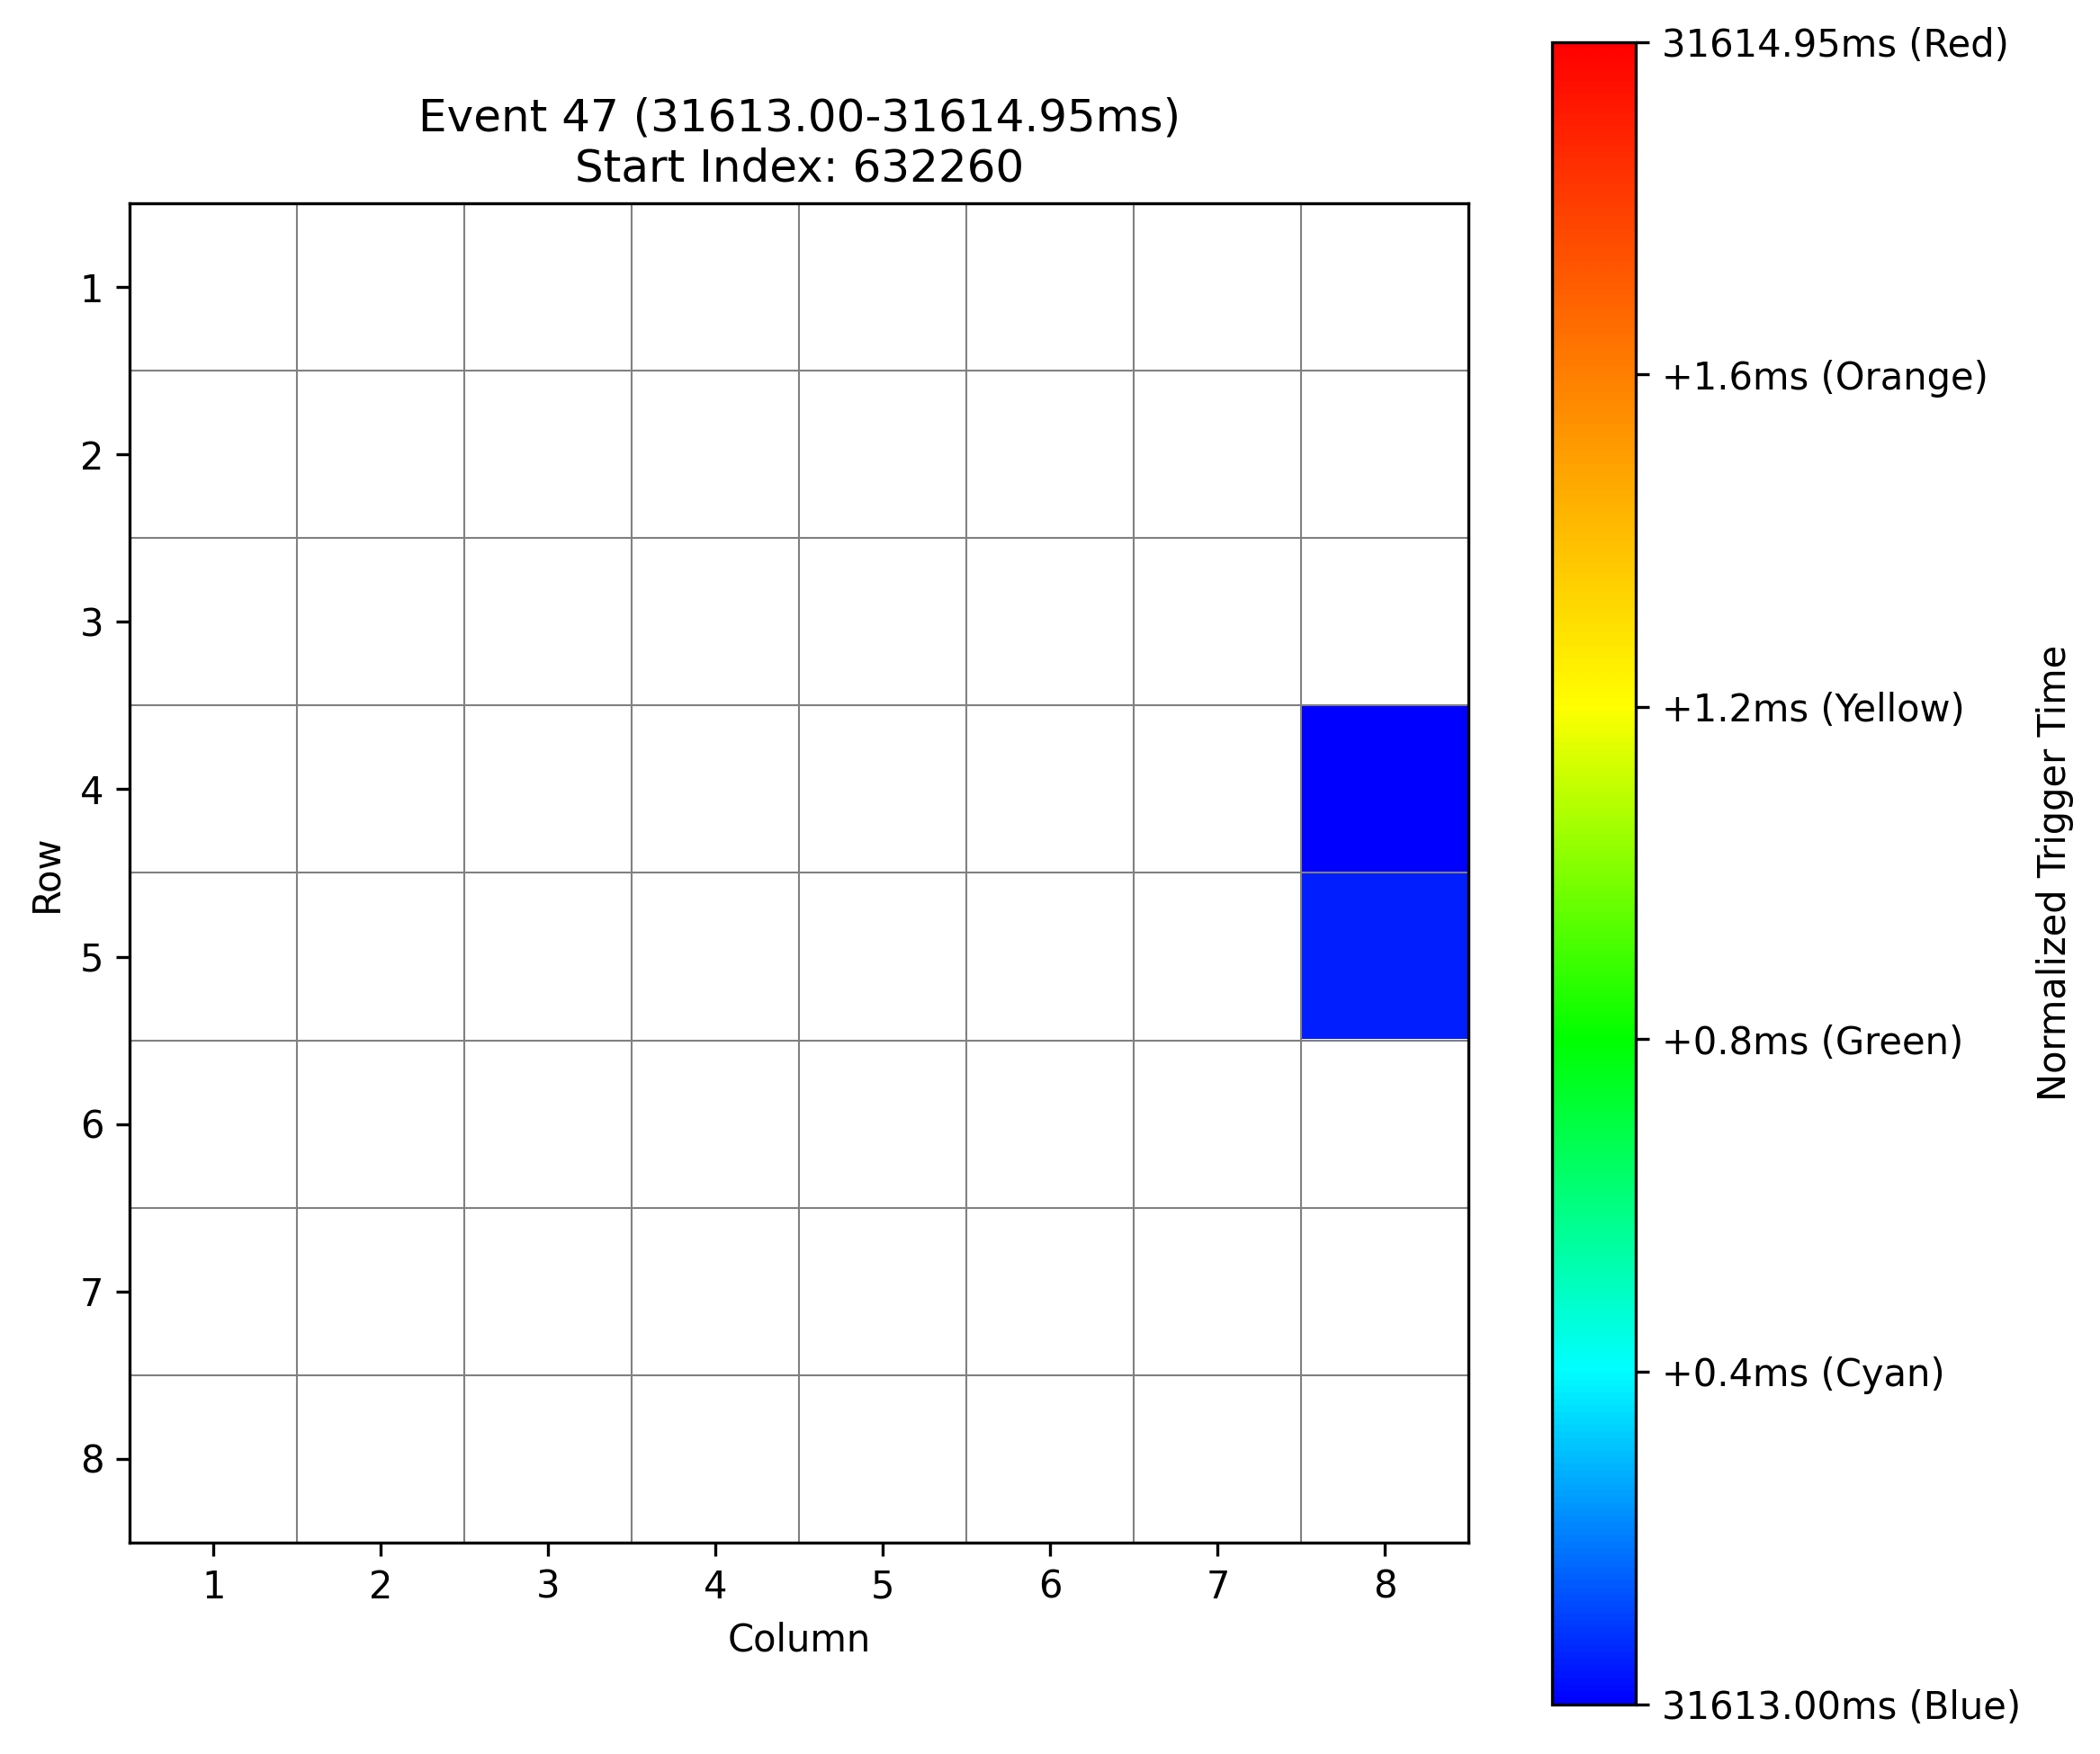 Event 47 (31613.00-31614.95ms)
Start Index: 632260
1
2
3
4
5
6
7
8
Row
1 2 3 4 5 6 7 8
Column
31614.95ms (Red)
+1.6ms (Orange)
+1.2ms (Yellow)
+0.8ms (Green)
+0.4ms (Cyan)
31613.00ms (Blue)
Normalized Trigger Time